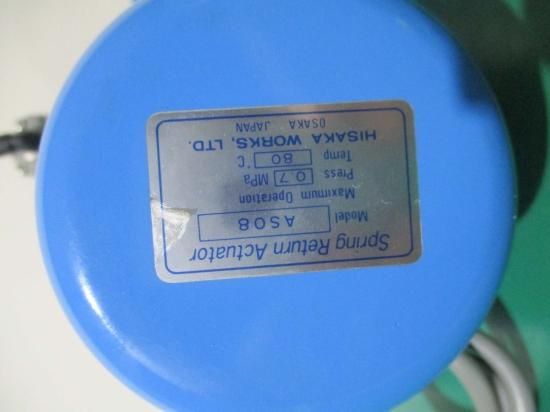 Spring Return Actuator
Model AS08
Maximum Operation
Press 0.7 MPa
Temp 80 °C
HISAKA WORKS, LTD.
OSAKA JAPAN